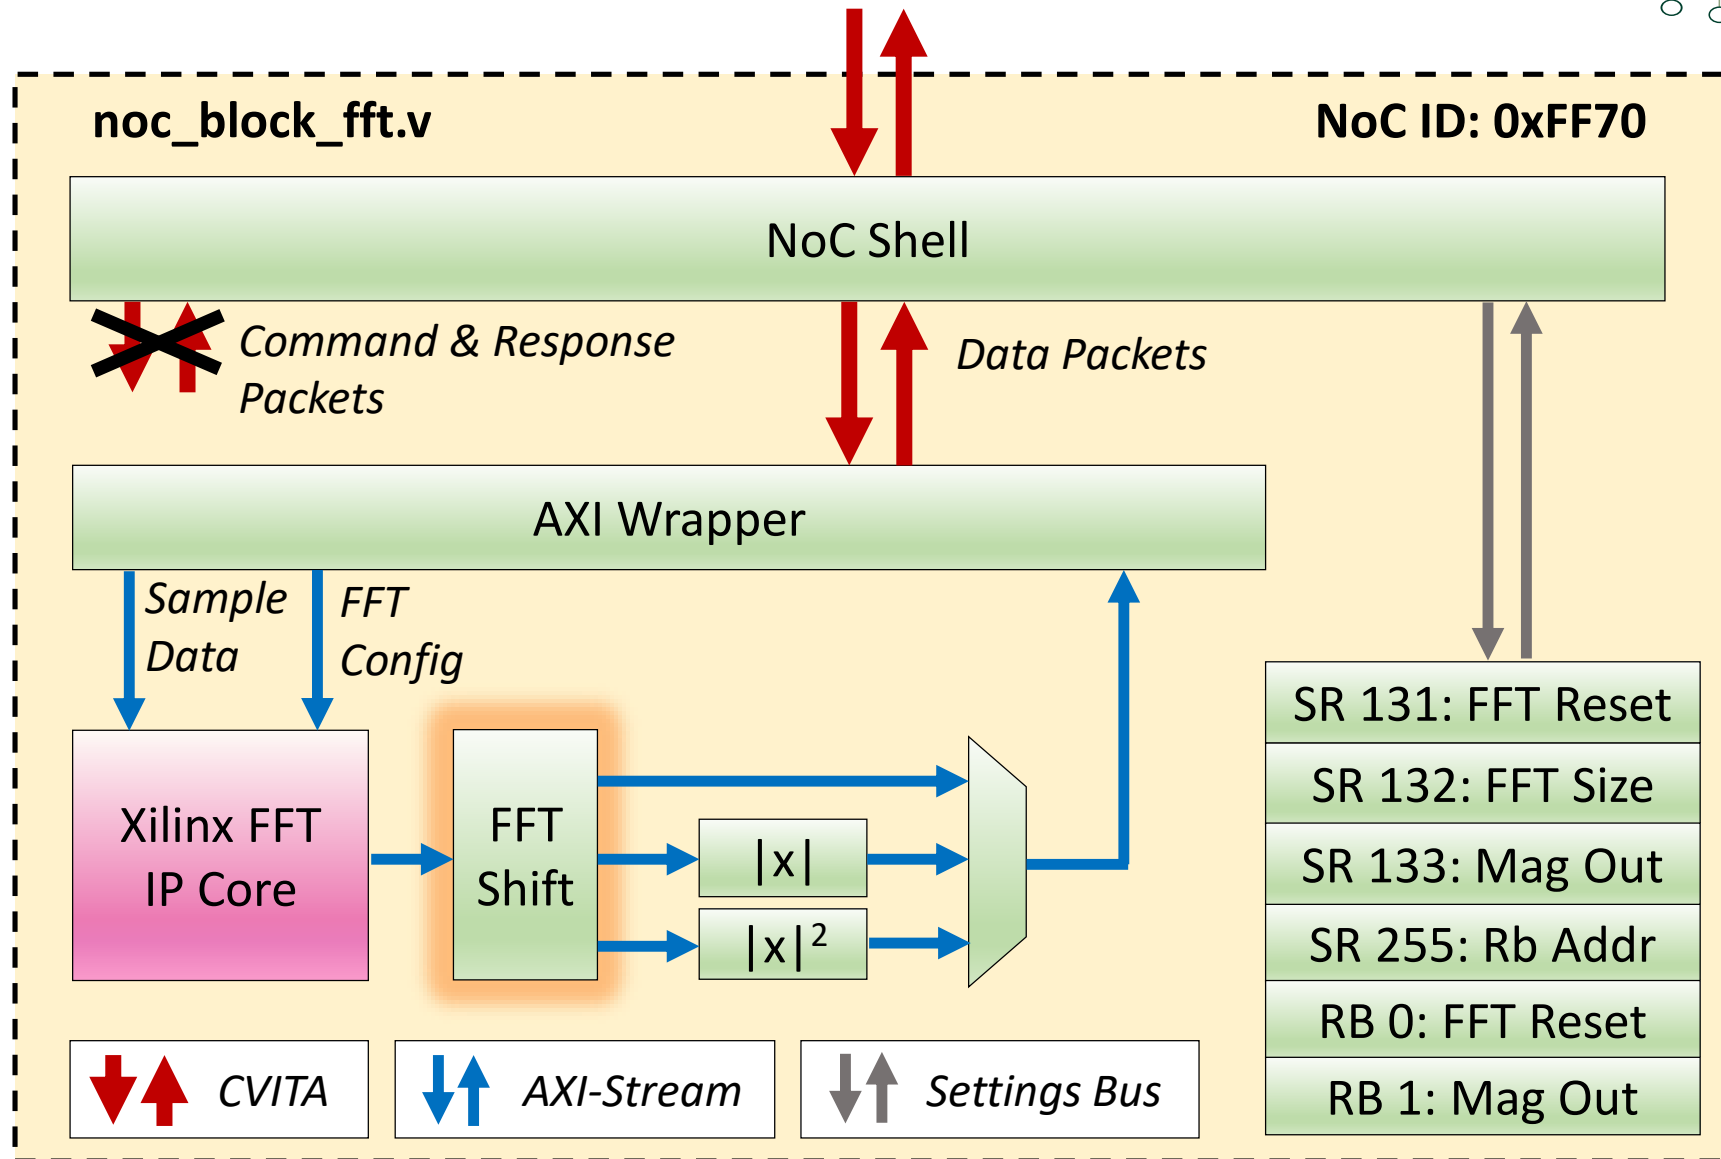 noc_block_fft.v
NoC ID: 0xFF70
NoC Shell
Command & Response
Packets
Data Packets
AXI Wrapper
Sample
Data
FFT
Config
Xilinx FFT
IP Core
FFT
Shift
|x|
|x|²
SR 131: FFT Reset
SR 132: FFT Size
SR 133: Mag Out
SR 255: Rb Addr
RB 0: FFT Reset
RB 1: Mag Out
CVITA
AXI-Stream
Settings Bus